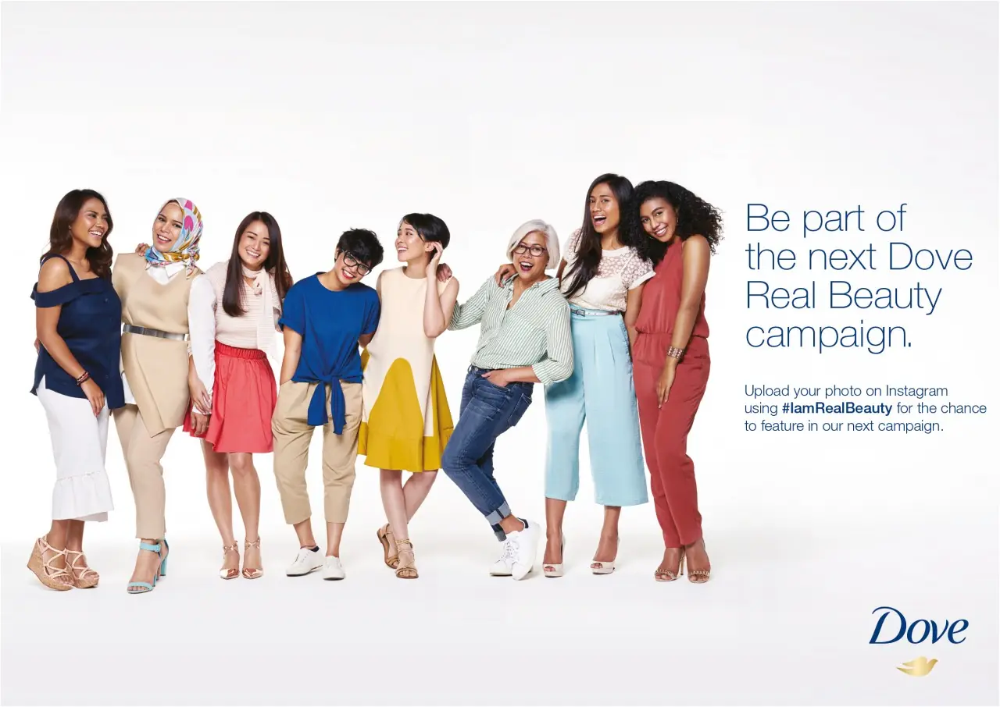 Be part of
the next Dove
Real Beauty
campaign.
Upload your photo on Instagram
using #IamRealBeauty for the chance
to feature in our next campaign.
Dove